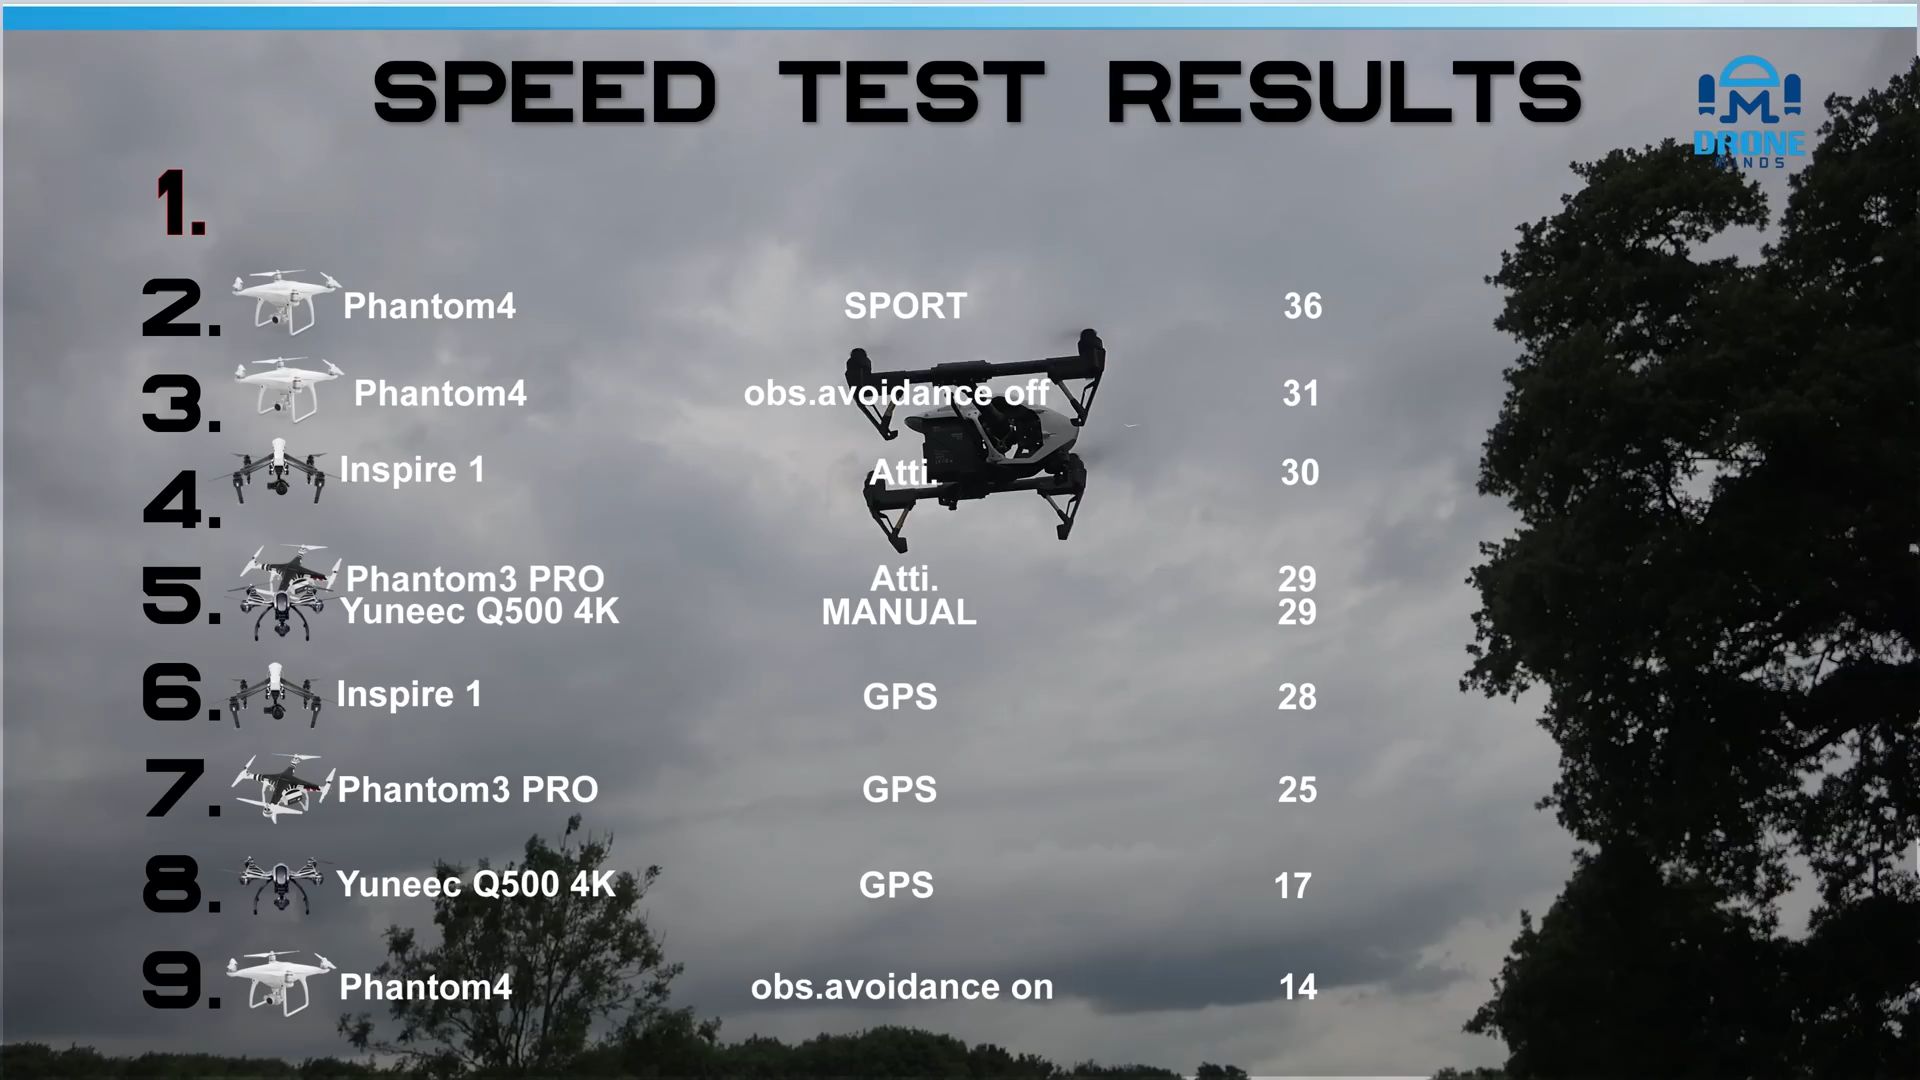 SPEED TEST RESULTS
M
DRONE
MINDS
1.
2. Phantom4 SPORT 36
3. Phantom4 obs.avoidance off 31
4. Inspire 1 Atti. 30
5. Phantom3 PRO Atti. 29
Yuneec Q500 4K MANUAL 29
6. Inspire 1 GPS 28
7. Phantom3 PRO GPS 25
8. Yuneec Q500 4K GPS 17
9. Phantom4 obs.avoidance on 14